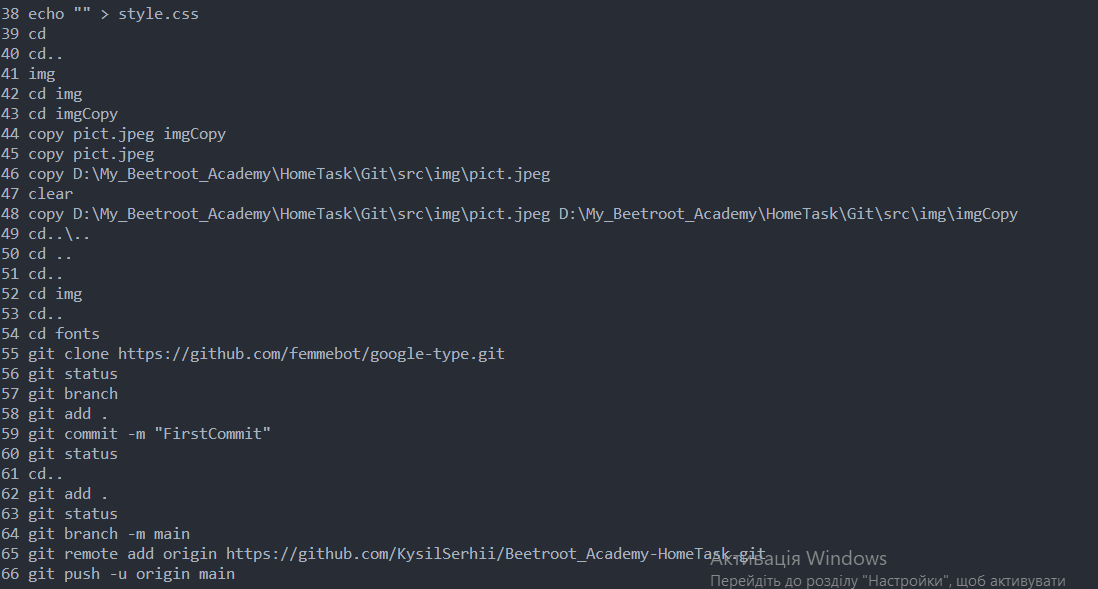 38 echo "" > style.css
39 cd
40 cd..
41 img
42 cd img
43 cd imgCopy
44 copy pict.jpeg imgCopy
45 copy pict.jpeg
46 copy D:\My_Beetroot_Academy\HomeTask\Git\src\img\pict.jpeg
47 clear
48 copy D:\My_Beetroot_Academy\HomeTask\Git\src\img\pict.jpeg D:\My_Beetroot_Academy\HomeTask\Git\src\img\imgCopy
49 cd..\..
50 cd ..
51 cd..
52 cd img
53 cd..
54 cd fonts
55 git clone https://github.com/femmebot/google-type.git
56 git status
57 git branch
58 git add .
59 git commit -m "FirstCommit"
60 git status
61 cd..
62 git add .
63 git status
64 git branch -m main
65 git remote add origin https://github.com/KysilSerhii/Beetroot_Academy-HomeTask.git
Активація Windows
66 git push -u origin main
Перейдіть до розділу "Настройки", щоб активувати